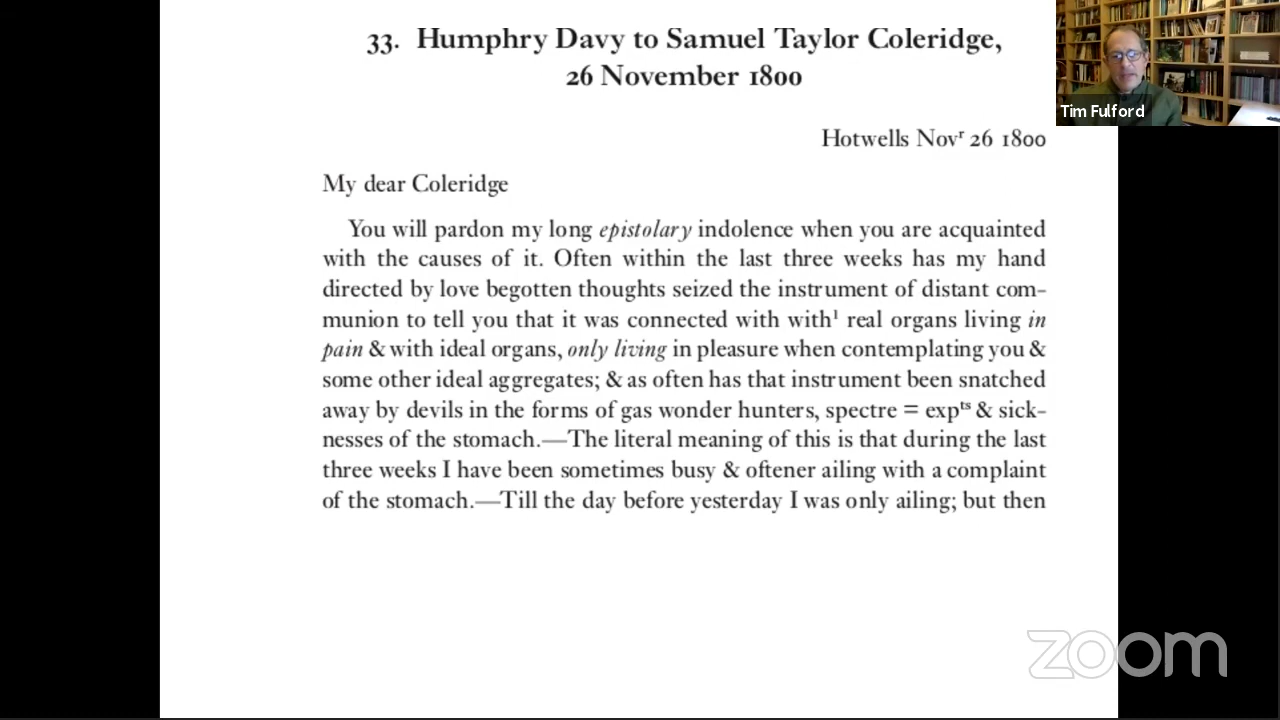 33. Humphry Davy to Samuel Taylor Coleridge,
26 November 1800
Tim Fulford
Hotwells Novʳ 26 1800
My dear Coleridge
You will pardon my long epistolary indolence when you are acquainted
with the causes of it. Often within the last three weeks has my hand
directed by love begotten thoughts seized the instrument of distant com-
munion to tell you that it was connected with with¹ real organs living in
pain & with ideal organs, only living in pleasure when contemplating you &
some other ideal aggregates; & as often has that instrument been snatched
away by devils in the forms of gas wonder hunters, spectre = expᵗˢ & sick-
nesses of the stomach.—The literal meaning of this is that during the last
three weeks I have been sometimes busy & oftener ailing with a complaint
of the stomach.—Till the day before yesterday I was only ailing; but then
zoom